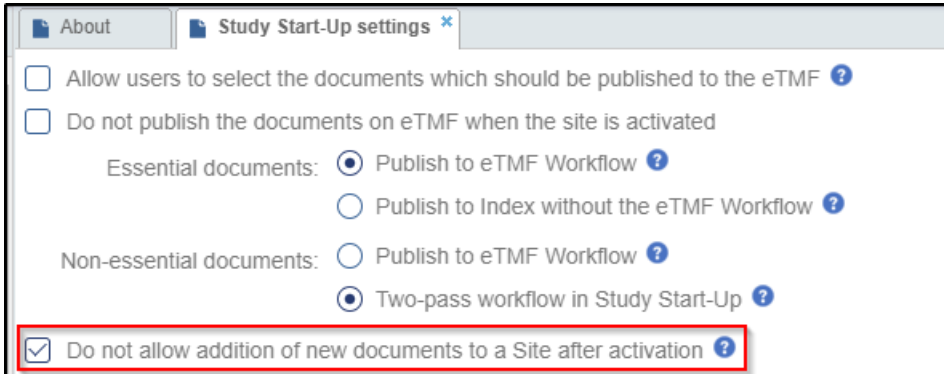 About
Study Start-Up settings ×
Allow users to select the documents which should be published to the eTMF ?
Do not publish the documents on eTMF when the site is activated
Essential documents: Publish to eTMF Workflow ?
Publish to Index without the eTMF Workflow ?
Non-essential documents: Publish to eTMF Workflow ?
Two-pass workflow in Study Start-Up ?
Do not allow addition of new documents to a Site after activation ?